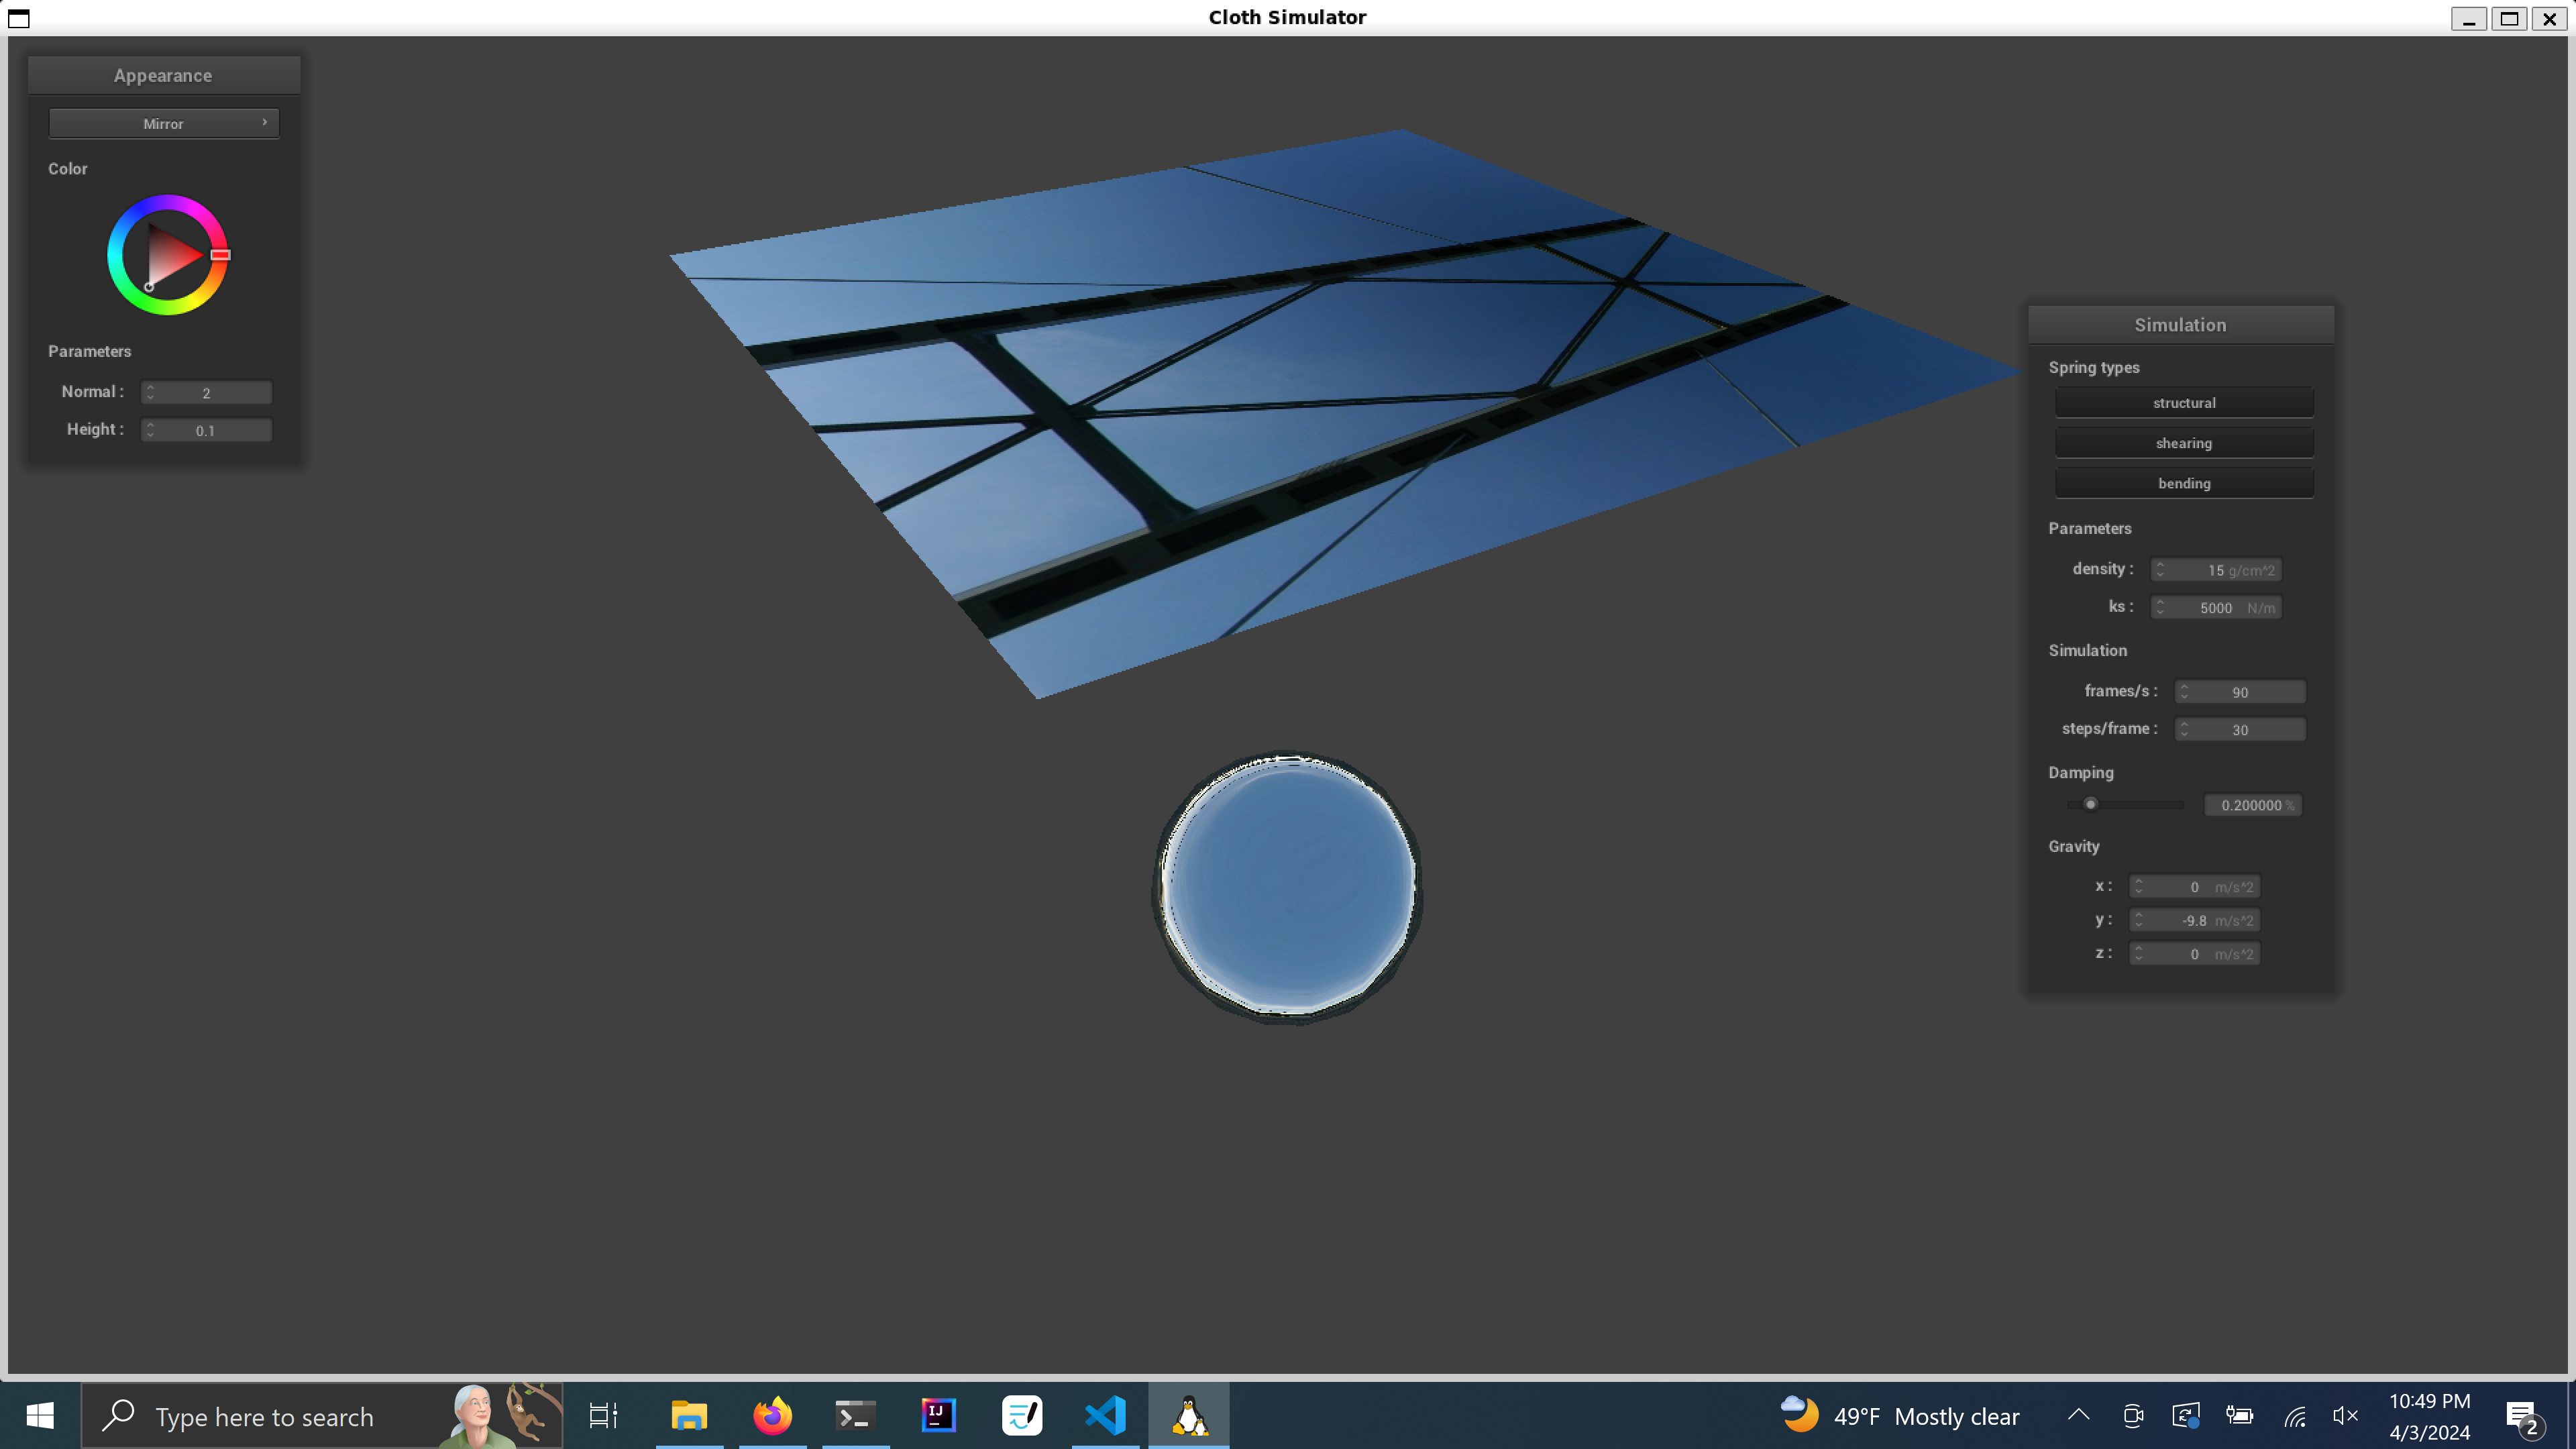 Cloth Simulator
Appearance
Mirror
Color
Parameters
Normal : 2
Height : 0.1
Simulation
Spring types
structural
shearing
bending
Parameters
density : 15 g/cm^2
ks : 5000 N/m
Simulation
frames/s : 90
steps/frame : 30
Damping
0.200000 %
Gravity
x : 0 m/s^2
y : -9.8 m/s^2
z : 0 m/s^2
Type here to search
IJ
49°F Mostly clear
10:49 PM
4/3/2024
2